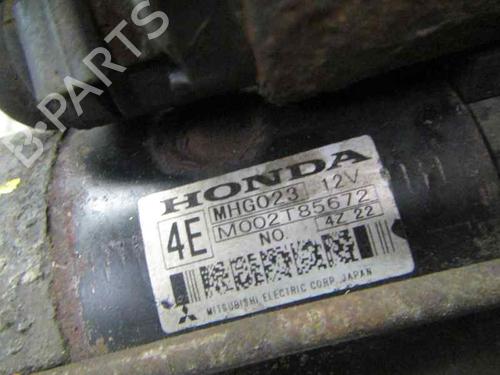 B-PARTS
HONDA
MHG023 12V
4E
M002T85672
NO.
4Z 22
MITSUBISHI ELECTRIC CORP. JAPAN